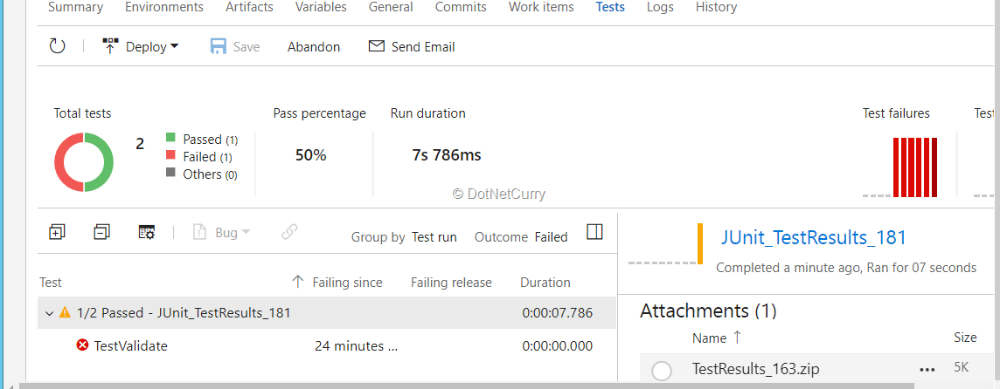 Summary Environments Artifacts Variables General Commits Work items Tests Logs History
Deploy Save Abandon Send Email
Total tests Pass percentage Run duration Test failures
2 Passed (1)
Failed (1)
Others (0)
50% 7s 786ms
© DotNetCurry
Bug Group by Test run Outcome Failed
JUnit_TestResults_181
Completed a minute ago, Ran for 07 seconds
Test Failing since Failing release Duration
1/2 Passed - JUnit_TestResults_181 0:00:07.786
TestValidate 24 minutes ... 0:00:00.000
Attachments (1)
Name Size
TestResults_163.zip ... 5K